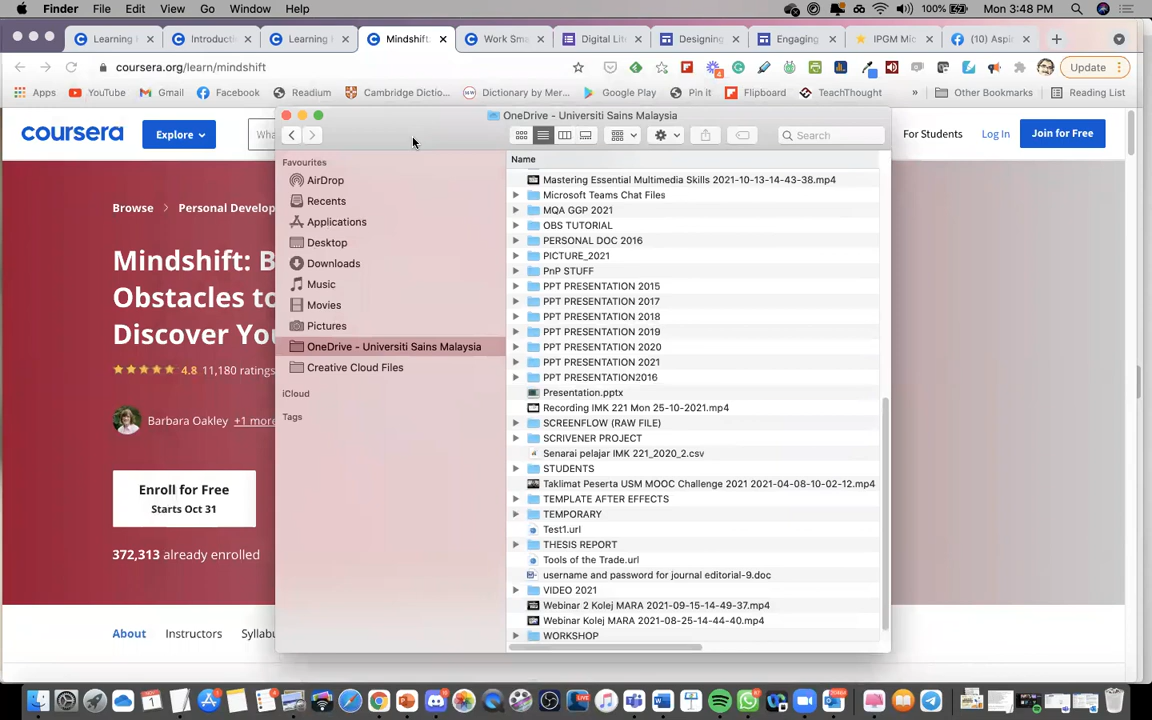 Finder File Edit View Go Window Help 100% Mon 3:48 PM
Learning Introductio Learning Mindshift: Work Sma Digital Lite Designing Engaging IPGM Mic (10) Aspir
coursera.org/learn/mindshift Update
Apps YouTube Gmail Facebook Readium Cambridge Dictio... Dictionary by Mer... Google Play Pin it Flipboard TeachThought » Other Bookmarks Reading List
coursera Explore Wha For Students Log In Join for Free
Browse Personal Develop
Mindshift: B
Obstacles to
Discover You
4.8 11,180 ratings
Barbara Oakley +1 more
Enroll for Free
Starts Oct 31
372,313 already enrolled
About Instructors Syllabu
OneDrive - Universiti Sains Malaysia
Search
Favourites
AirDrop
Recents
Applications
Desktop
Downloads
Music
Movies
Pictures
OneDrive - Universiti Sains Malaysia
Creative Cloud Files
iCloud
Tags
Name
Mastering Essential Multimedia Skills 2021-10-13-14-43-38.mp4
Microsoft Teams Chat Files
MQA GGP 2021
OBS TUTORIAL
PERSONAL DOC 2016
PICTURE_2021
PnP STUFF
PPT PRESENTATION 2015
PPT PRESENTATION 2017
PPT PRESENTATION 2018
PPT PRESENTATION 2019
PPT PRESENTATION 2020
PPT PRESENTATION 2021
PPT PRESENTATION2016
Presentation.pptx
Recording IMK 221 Mon 25-10-2021.mp4
SCREENFLOW (RAW FILE)
SCRIVENER PROJECT
Senarai pelajar IMK 221_2020_2.csv
STUDENTS
Taklimat Peserta USM MOOC Challenge 2021 2021-04-08-10-02-12.mp4
TEMPLATE AFTER EFFECTS
TEMPORARY
Test1.url
THESIS REPORT
Tools of the Trade.url
username and password for journal editorial-9.doc
VIDEO 2021
Webinar 2 Kolej MARA 2021-09-15-14-49-37.mp4
Webinar Kolej MARA 2021-08-25-14-44-40.mp4
WORKSHOP